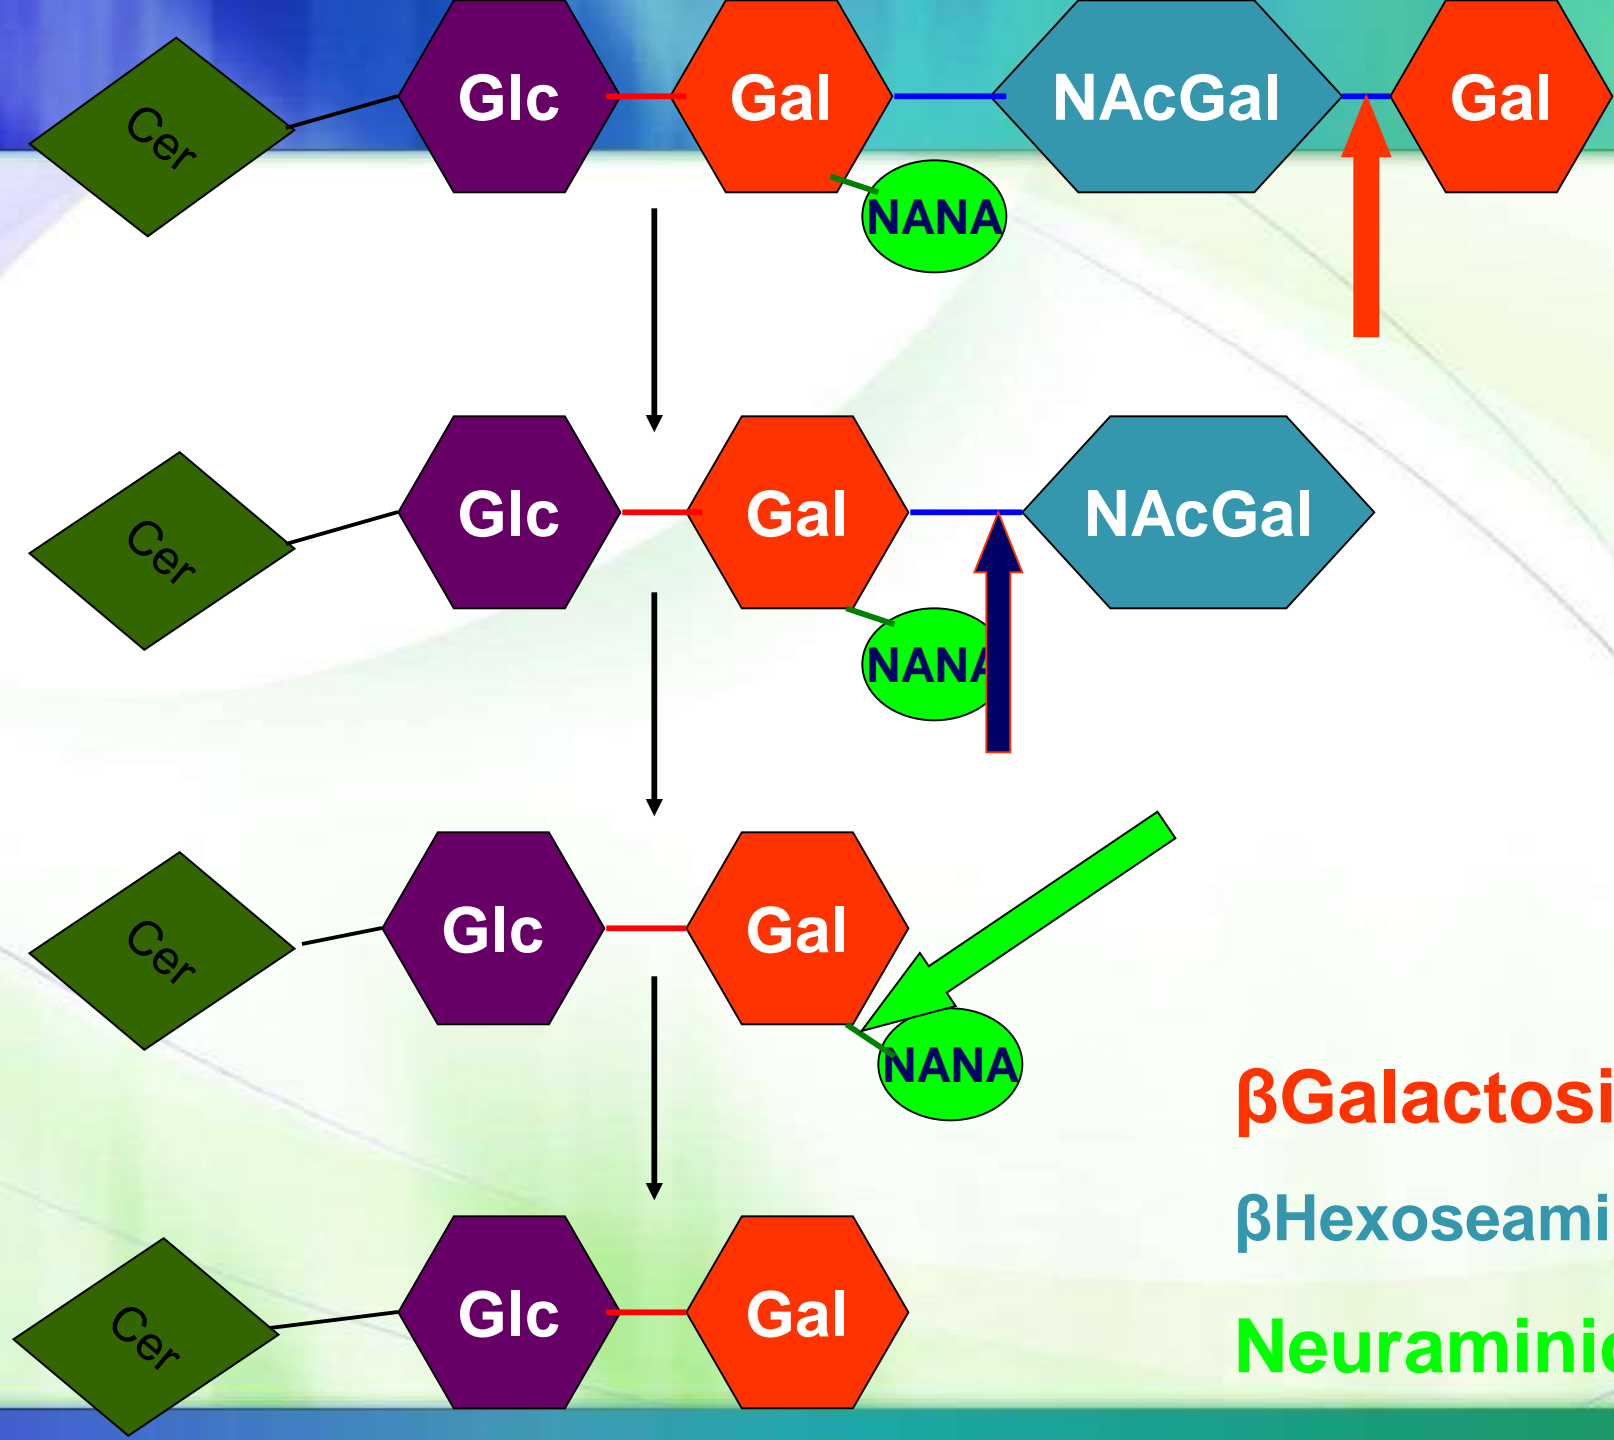 Cer Glc Gal NAcGal Gal
NANA
Cer Glc Gal NAcGal
NANA
Cer Glc Gal
NANA
βGalactosi
βHexoseami
Cer Glc Gal
Neuraminic